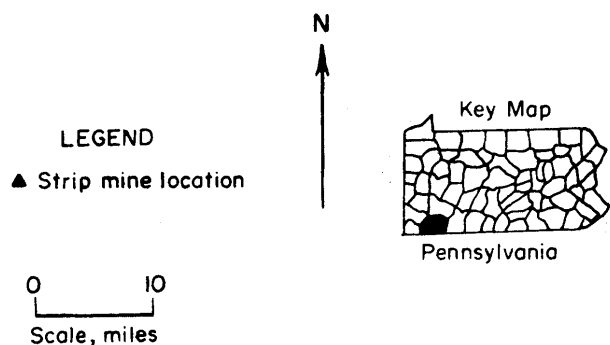 N
Key Map
LEGEND
Strip mine location
Pennsylvania
0 10
Scale, miles